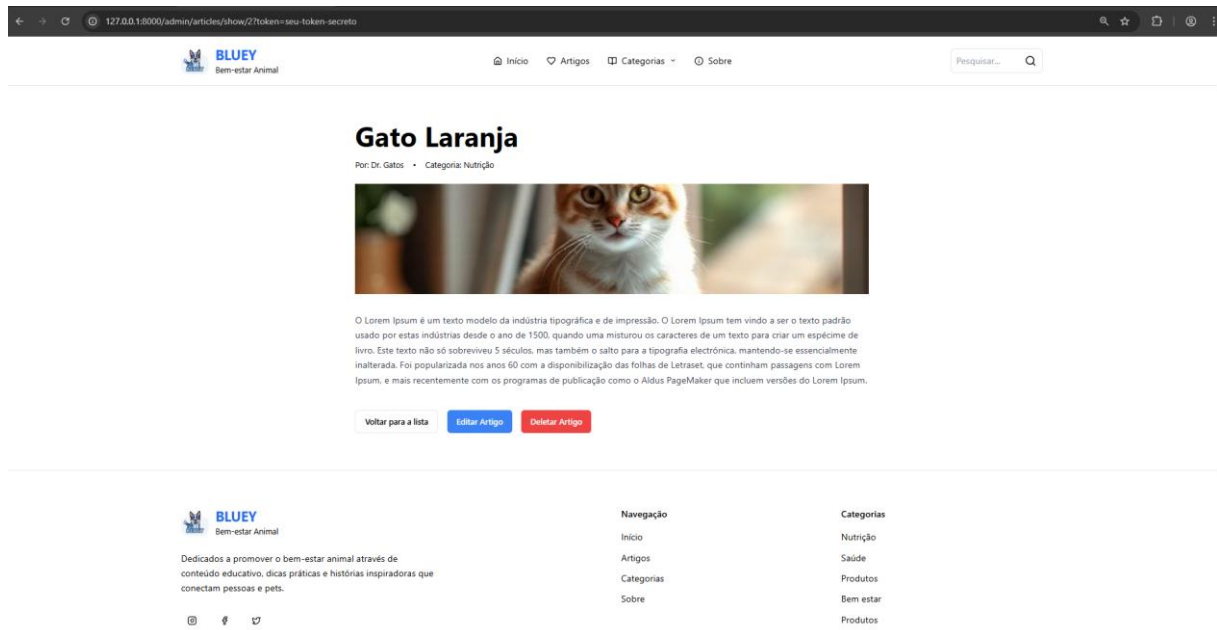 127.0.0.1:8000/admin/articles/show/2?token=seu-token-secreto
BLUEY
Bem-estar Animal
Início
Artigos
Categorias
Sobre
Pesquisar...
Gato Laranja
Por: Dr. Gatos • Categoria: Nutrição
O Lorem Ipsum é um texto modelo da indústria tipográfica e de impressão. O Lorem Ipsum tem vindo a ser o texto padrão
usado por estas indústrias desde o ano de 1500, quando uma misturou os caracteres de um texto para criar um espécime de
livro. Este texto não só sobreviveu 5 séculos, mas também o salto para a tipografia electrónica, mantendo-se essencialmente
inalterada. Foi popularizada nos anos 60 com a disponibilização das folhas de Letraset, que continham passagens com Lorem
Ipsum, e mais recentemente com os programas de publicação como o Aldus PageMaker que incluem versões do Lorem Ipsum.
Voltar para a lista
Editar Artigo
Deletar Artigo
BLUEY
Bem-estar Animal
Dedicados a promover o bem-estar animal através de
conteúdo educativo, dicas práticas e histórias inspiradoras que
conectam pessoas e pets.
Navegação
Início
Artigos
Categorias
Sobre
Categorias
Nutrição
Saúde
Produtos
Bem estar
Produtos